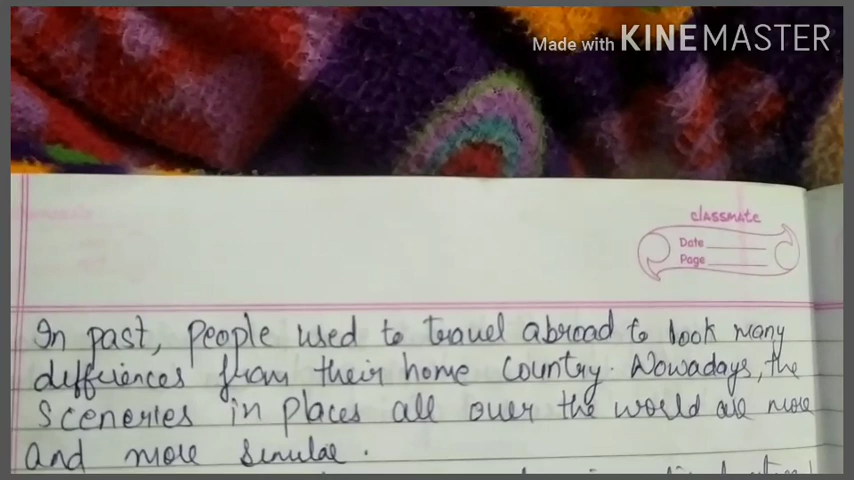 Made with KINEMASTER
classmate
Date
Page
In past, people used to travel abroad to look many
diffriences from their home country. Nowadays, the
sceneries in places all over the world are more
and more similar.